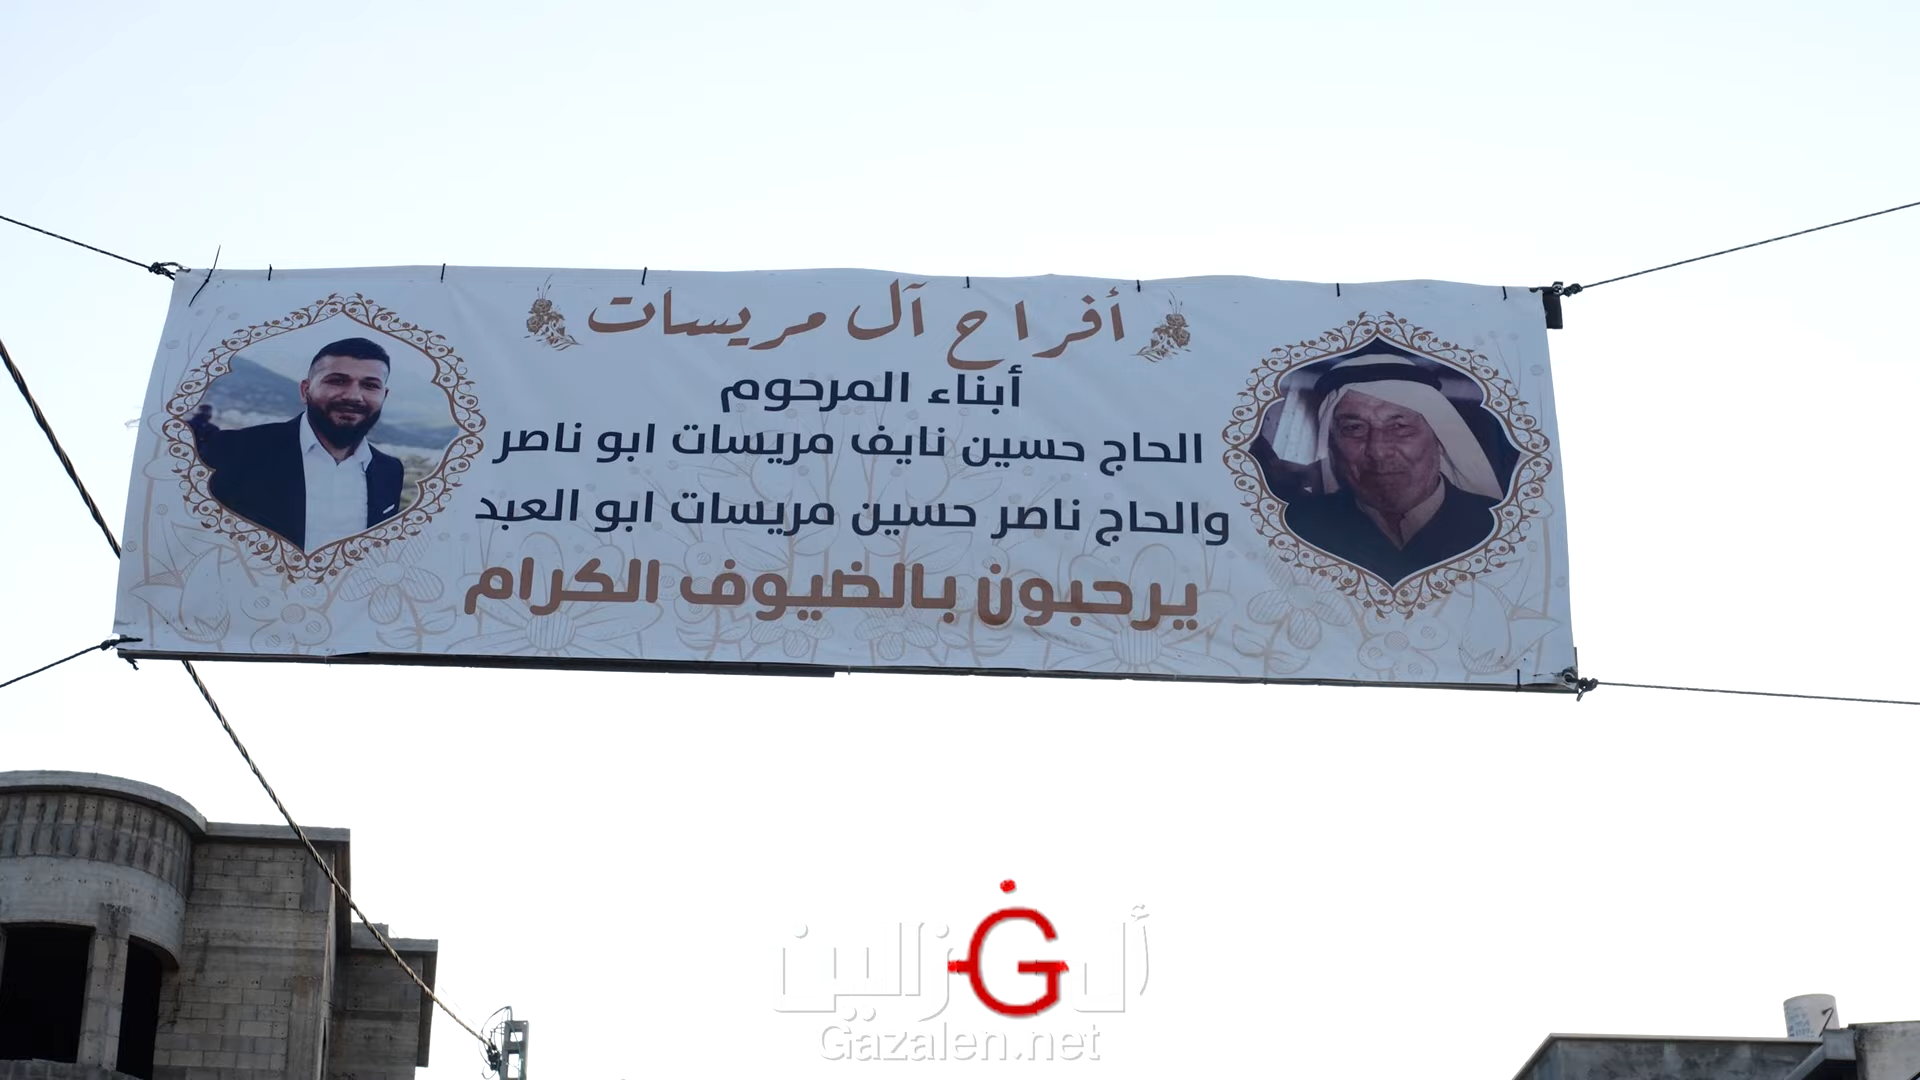 أفراح آل مريسات
أبناء المرحوم
الحاج حسين نايف مريسات ابو ناصر
والحاج ناصر حسين مريسات ابو العبد
يرحبون بالضيوف الكرام
ألغزالين
Gazalen.net